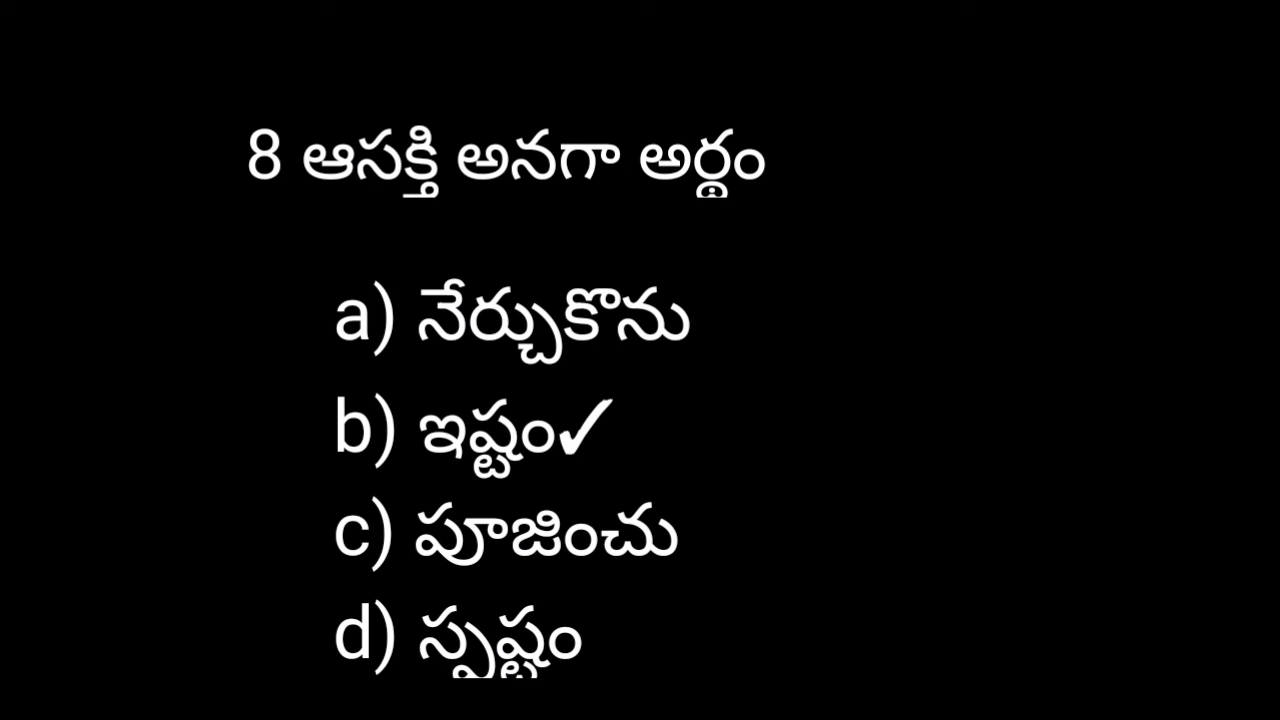 8 ఆసక్తి అనగా అర్థం
a) నేర్చుకొను
b) ఇష్టం✓
c) పూజించు
d) స్పష్టం